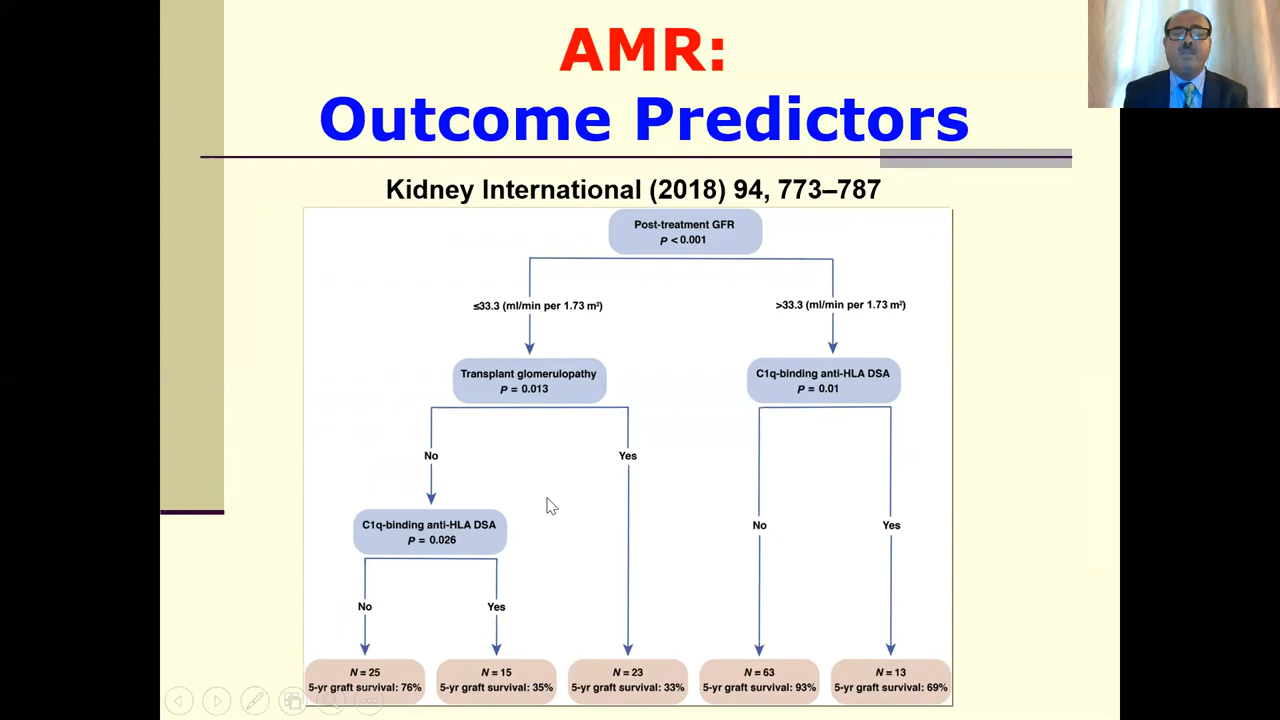 AMR:
Outcome Predictors
Kidney International (2018) 94, 773–787
Post-treatment GFR
P < 0.001
≤33.3 (ml/min per 1.73 m²)
>33.3 (ml/min per 1.73 m²)
Transplant glomerulopathy
P = 0.013
C1q-binding anti-HLA DSA
P = 0.01
No
Yes
C1q-binding anti-HLA DSA
P = 0.026
No
Yes
No
Yes
N = 25
5-yr graft survival: 76%
N = 15
5-yr graft survival: 35%
N = 23
5-yr graft survival: 33%
N = 63
5-yr graft survival: 93%
N = 13
5-yr graft survival: 69%